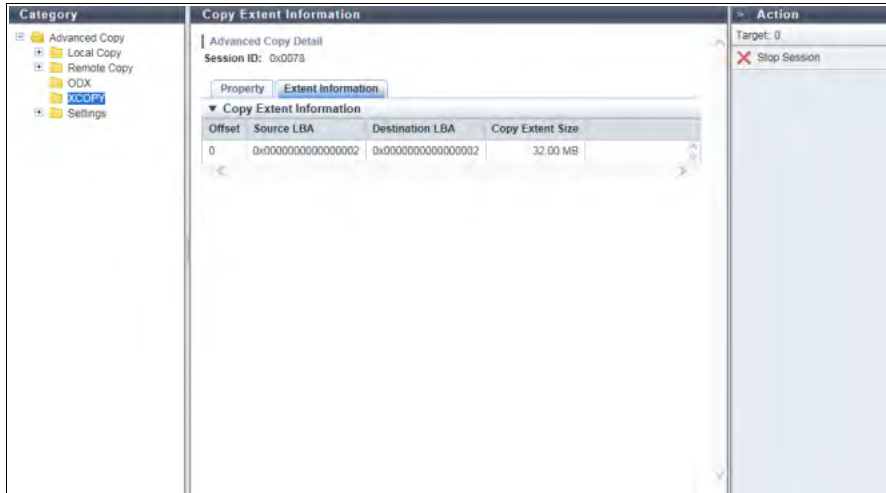 Category
Advanced Copy
Local Copy
Remote Copy
ODX
XCOPY
Settings
Copy Extent Information
Advanced Copy Detail
Session ID: 0x0078
Property Extent Information
▼ Copy Extent Information
Offset Source LBA Destination LBA Copy Extent Size
0 0x0000000000000002 0x0000000000000002 32.00 MB
» Action
Target: 0
Stop Session